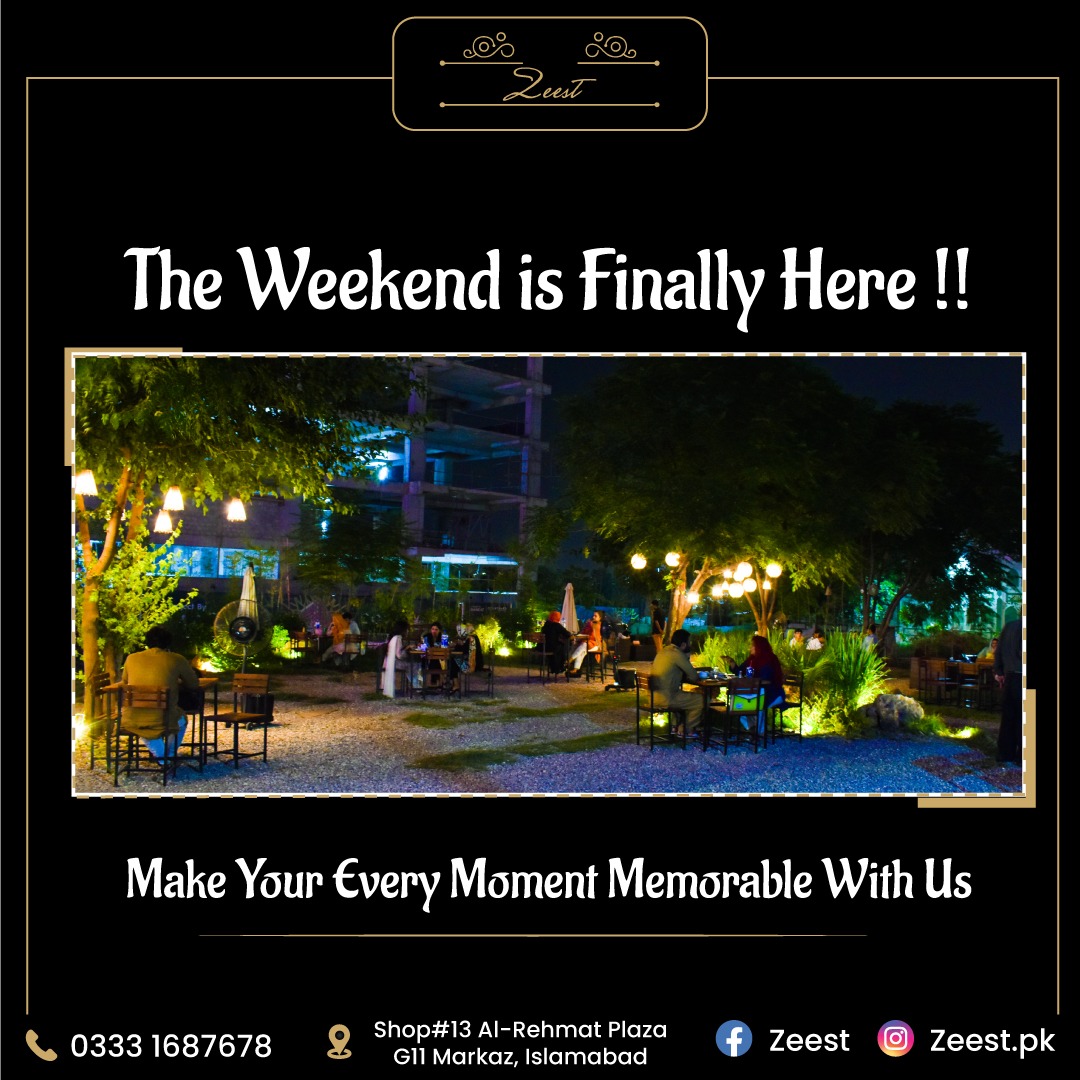 Zeest
The Weekend is Finally Here !!
Make Your Every Moment Memorable With Us
0333 1687678
Shop#13 Al-Rehmat Plaza
G11 Markaz, Islamabad
Zeest
Zeest.pk